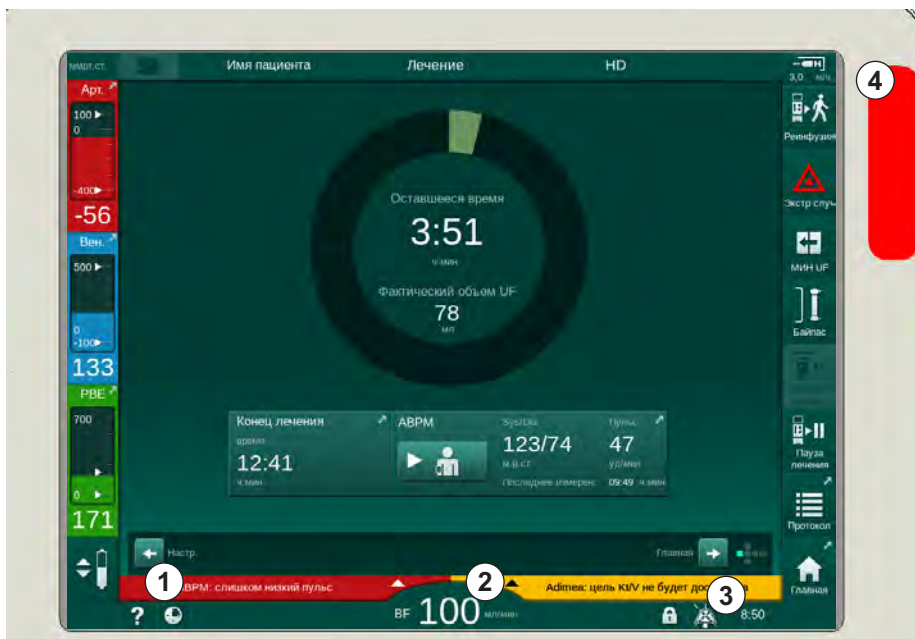 ммрт.ст.
Имя пациента
Лечение
HD
3,0 мл/ч
4
Арт.
100
0
-400
-56
Вен.
500
0
-100
133
PBE
700
0
171
Оставшееся время
3:51
ч:мин
Фактический объем UF
78
мл
Реинфузия
Экстр случ
МИН UF
Байпас
Пауза
лечения
Протокол
Главная
Конец лечения
время
12:41
ч:мин
ABPM
Sys/Dia
Пульс
123/74
47
уд/мин
Последнее измерен:
09:49
ч:мин
Настр.
Главная
1
2
3
ABPM: слишком низкий пульс
Adimea: цель Kt/V не будет
?
BF 100 мл/мин
8:50